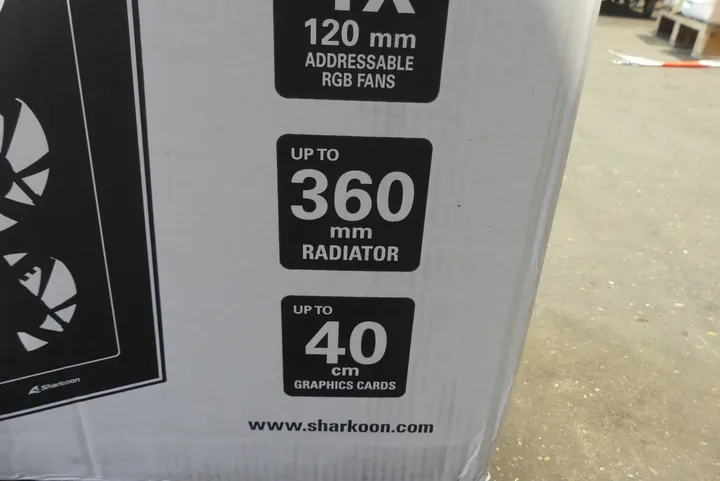 120 mm
ADDRESSABLE
RGB FANS
UP TO
360
mm
RADIATOR
UP TO
40
cm
GRAPHICS CARDS
Sharkoon
www.sharkoon.com